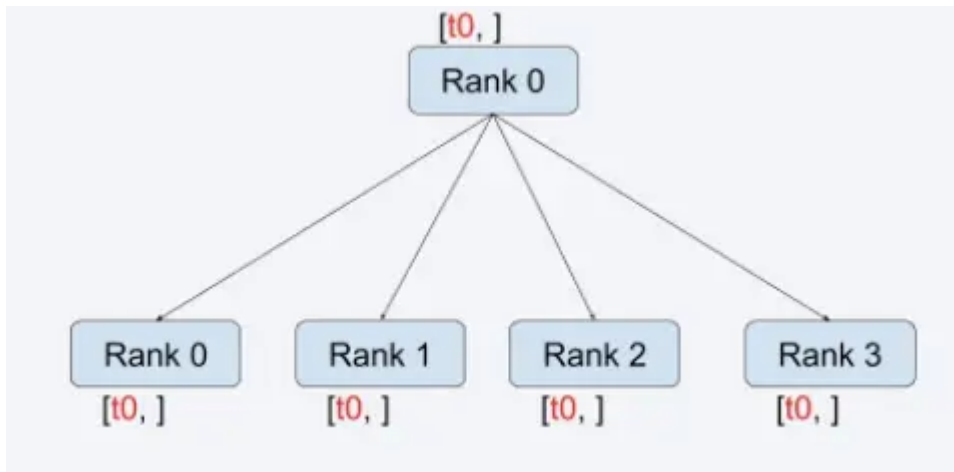 [t0, ]
Rank 0
Rank 0 Rank 1 Rank 2 Rank 3
[t0, ] [t0, ] [t0, ] [t0, ]